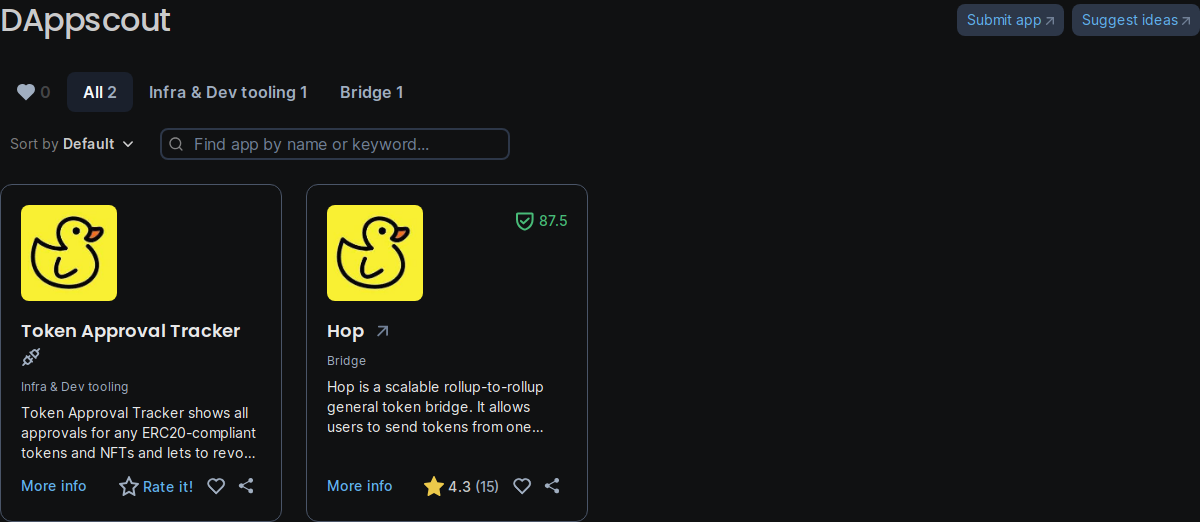 DAppscout
Submit app
Suggest ideas
0
All 2
Infra & Dev tooling 1
Bridge 1
Sort by Default
Find app by name or keyword...
Token Approval Tracker
Infra & Dev tooling
Token Approval Tracker shows all
approvals for any ERC20-compliant
tokens and NFTs and lets to revo...
More info
Rate it!
87.5
Hop
Bridge
Hop is a scalable rollup-to-rollup
general token bridge. It allows
users to send tokens from one...
More info
4.3 (15)